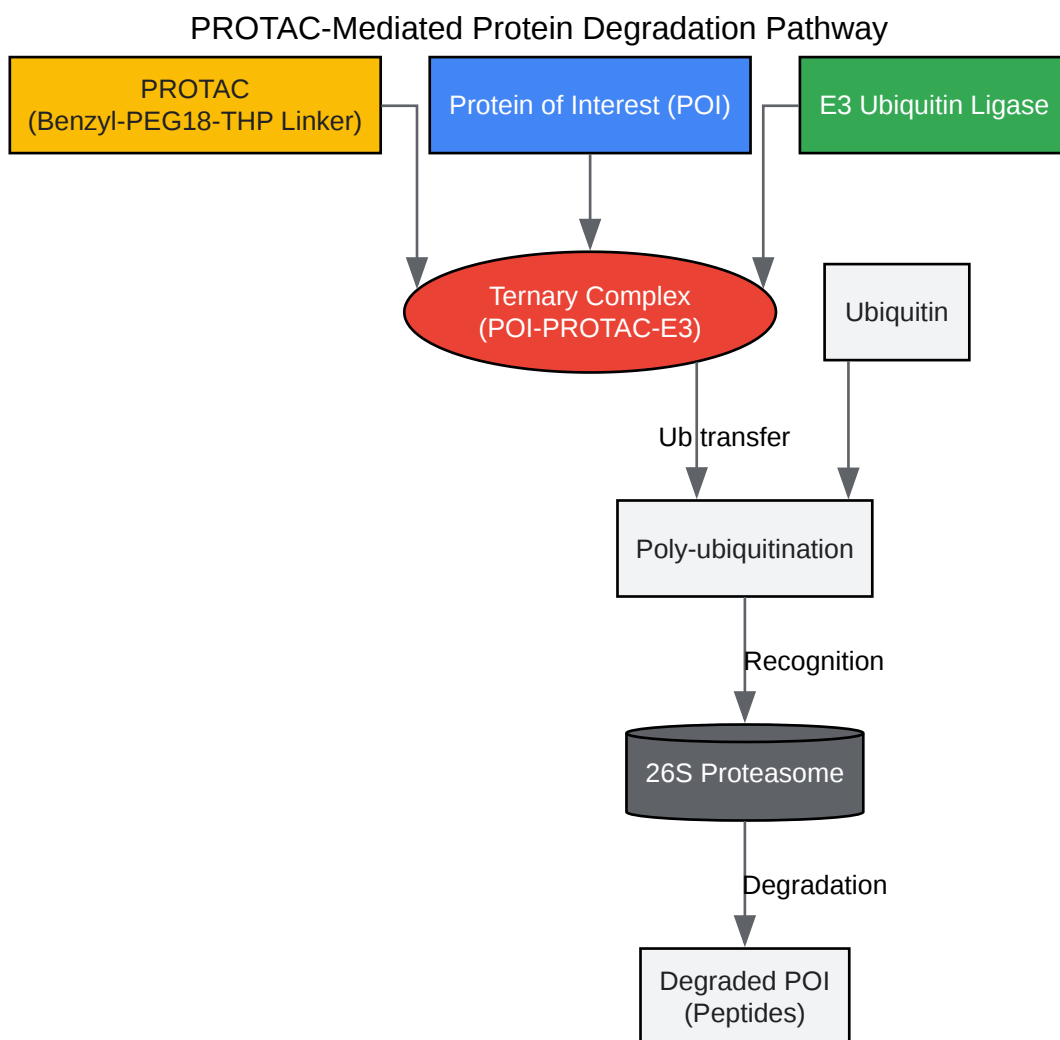 PROTAC-Mediated Protein Degradation Pathway
PROTAC
(Benzyl-PEG18-THP Linker)
Protein of Interest (POI)
E3 Ubiquitin Ligase
Ternary Complex
(POI-PROTAC-E3)
Ubiquitin
Ub transfer
Poly-ubiquitination
Recognition
26S Proteasome
Degradation
Degraded POI
(Peptides)